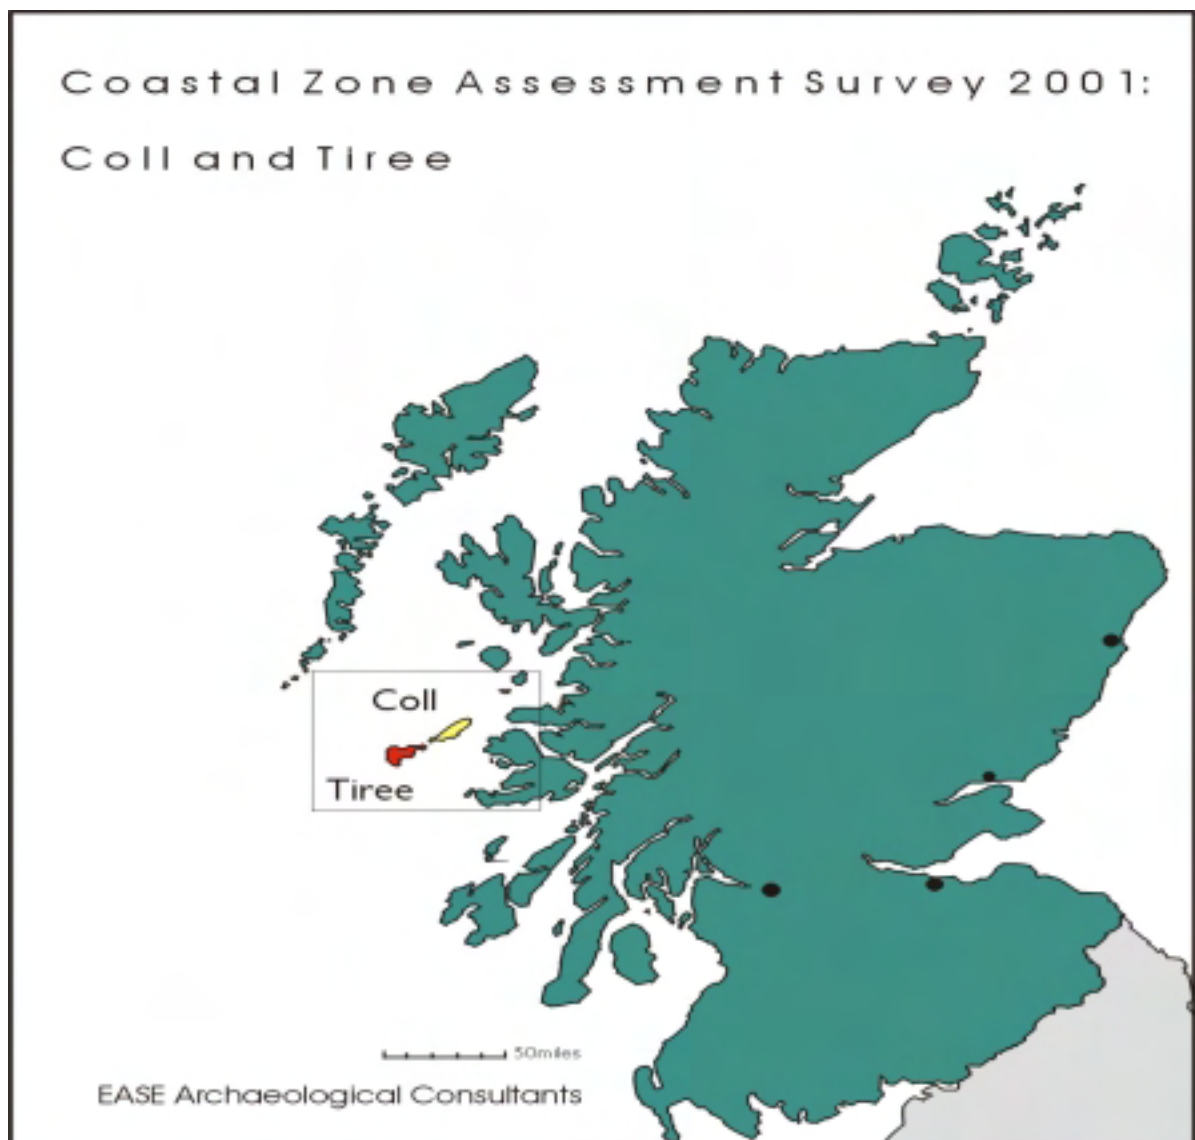 Coastal Zone Assessment Survey 2001:
Coll and Tiree
Coll
Tiree
50miles
EASE Archaeological Consultants